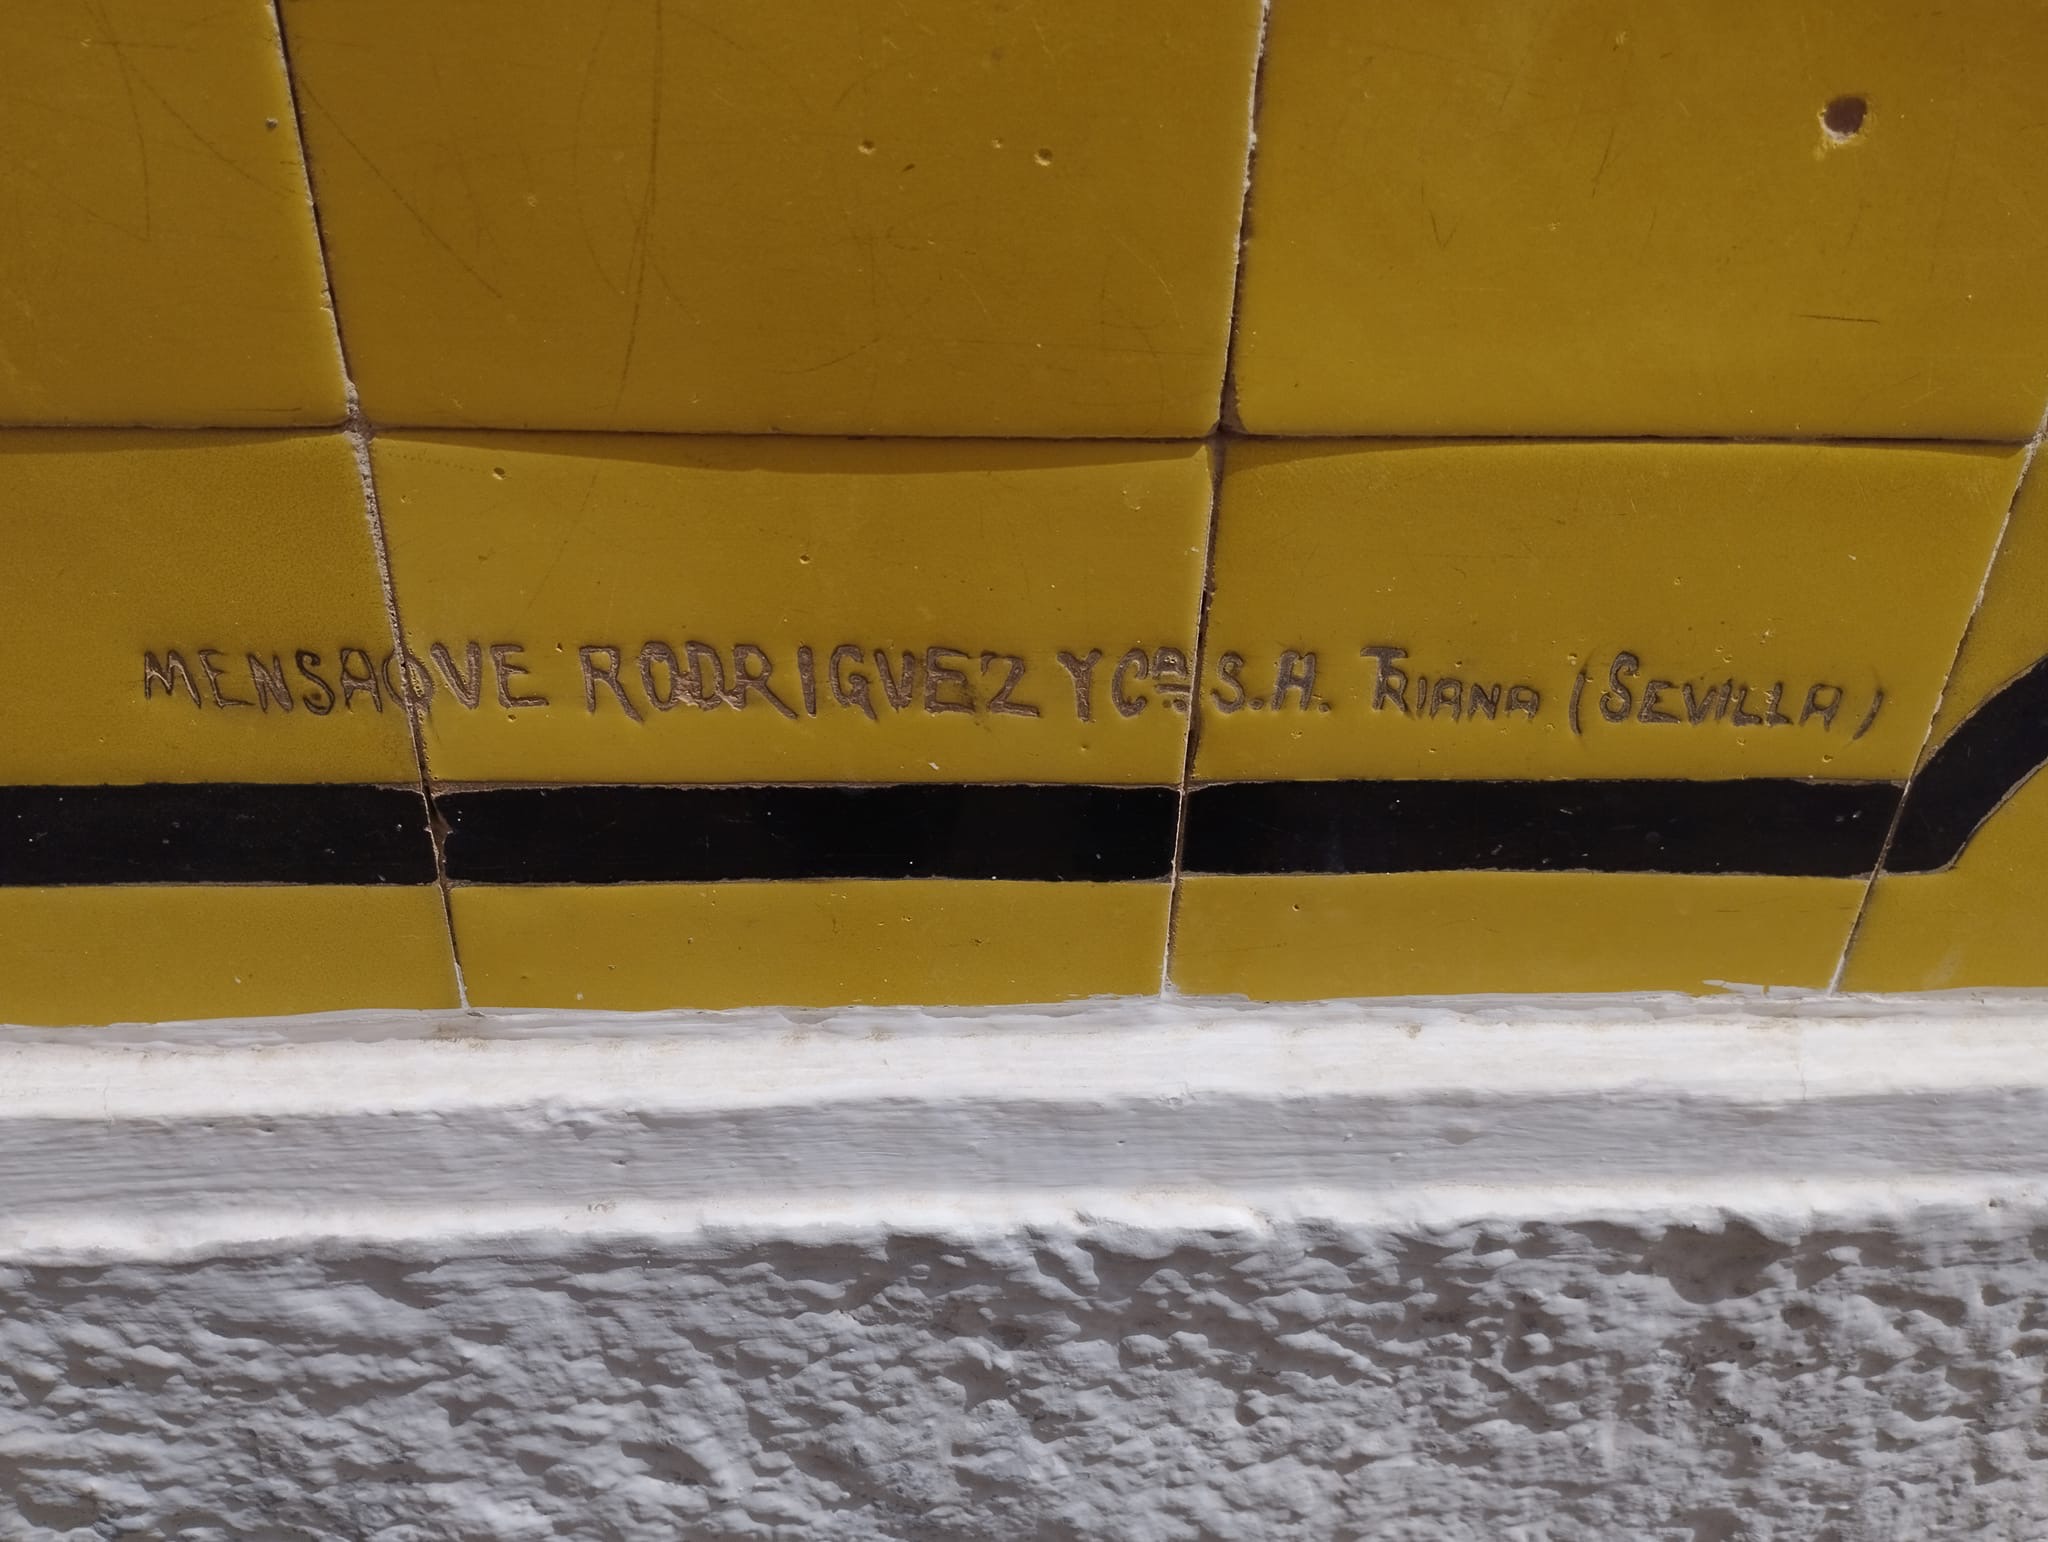 MENSAQVE RODRIGVEZ Y Cª S.A. TRIANA (SEVILLA)